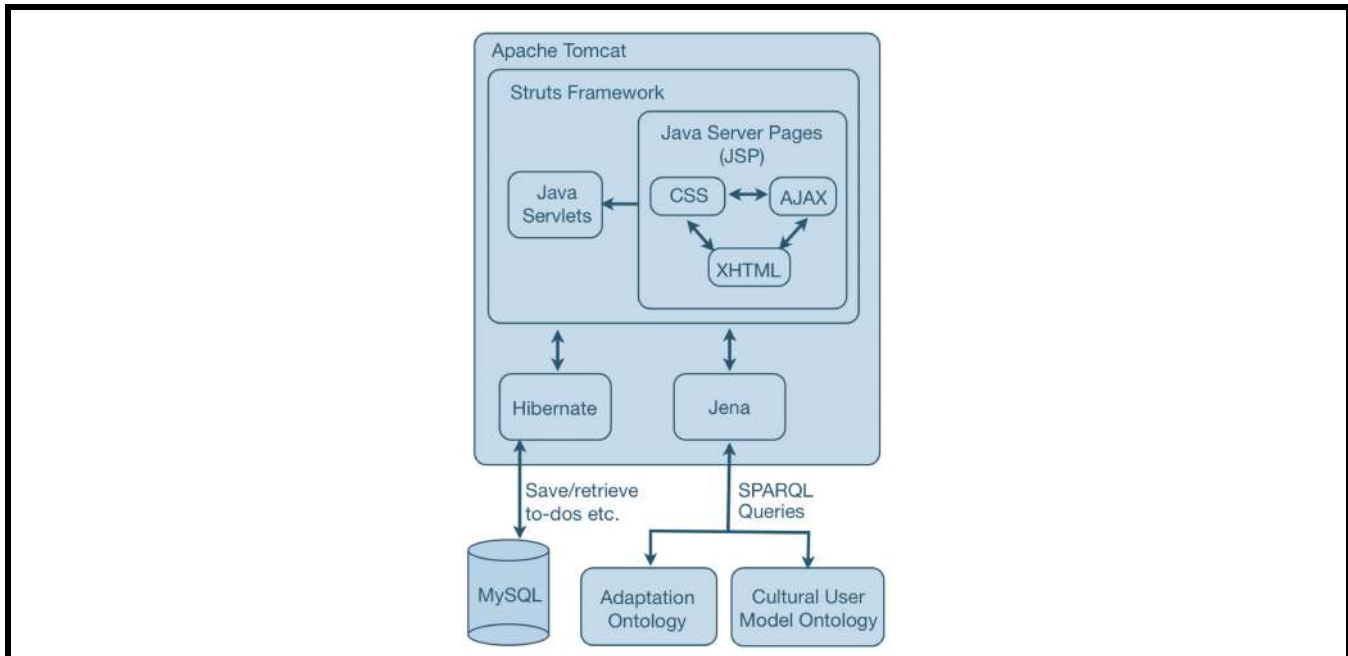 Apache Tomcat
Struts Framework
Java Server Pages
(JSP)
Java
Servlets
CSS
AJAX
XHTML
Hibernate
Jena
Save/retrieve
to-dos etc.
SPARQL
Queries
MySQL
Adaptation
Ontology
Cultural User
Model Ontology